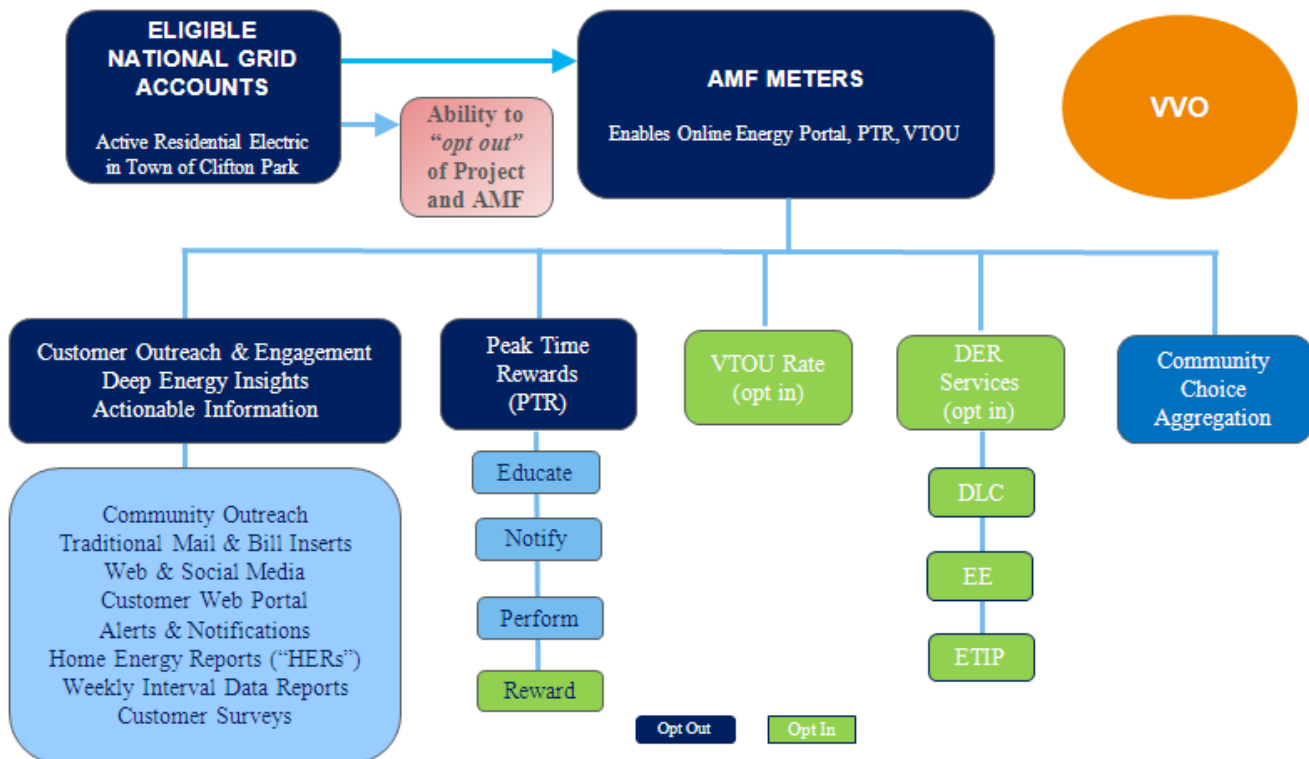 ELIGIBLE
NATIONAL GRID
ACCOUNTS
Active Residential Electric
in Town of Clifton Park
Ability to
“opt out”
of Project
and AMF
AMF METERS
Enables Online Energy Portal, PTR, VTOU
VVO
Customer Outreach & Engagement
Deep Energy Insights
Actionable Information
Peak Time
Rewards
(PTR)
VTOU Rate
(opt in)
DER
Services
(opt in)
Community
Choice
Aggregation
Community Outreach
Traditional Mail & Bill Inserts
Web & Social Media
Customer Web Portal
Alerts & Notifications
Home Energy Reports (“HERs”)
Weekly Interval Data Reports
Customer Surveys
Educate
Notify
Perform
Reward
DLC
EE
ETIP
Opt Out
Opt In